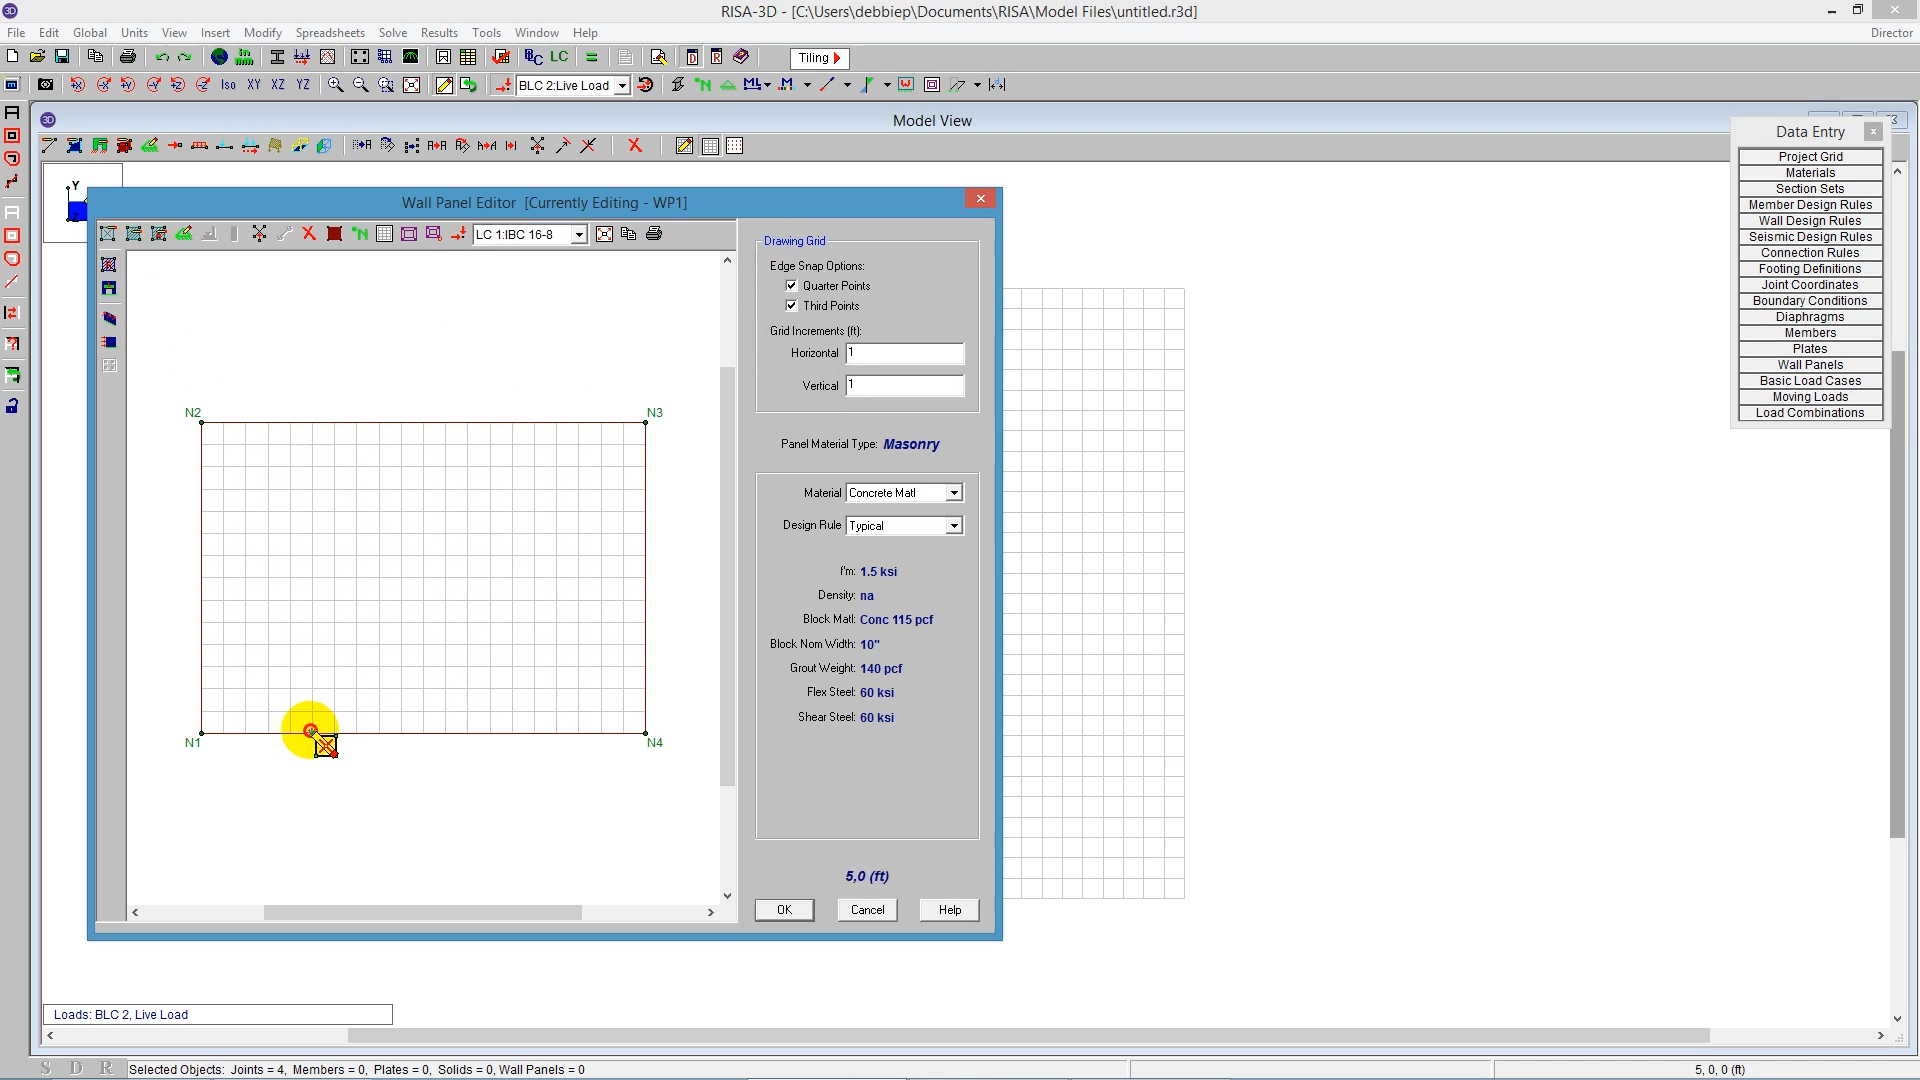 RISA-3D - [C:\Users\debbiep\Documents\RISA\Model Files\untitled.r3d]
File Edit Global Units View Insert Modify Spreadsheets Solve Results Tools Window Help Director
LC Tiling
Iso XY XZ YZ BLC 2:Live Load
3D Model View
Data Entry
Project Grid
Materials
Section Sets
Member Design Rules
Wall Design Rules
Seismic Design Rules
Connection Rules
Footing Definitions
Joint Coordinates
Boundary Conditions
Diaphragms
Members
Plates
Wall Panels
Basic Load Cases
Moving Loads
Load Combinations
Y
Wall Panel Editor [Currently Editing - WP1]
LC 1:IBC 16-8
Drawing Grid
Edge Snap Options:
Quarter Points
Third Points
Grid Increments (ft):
Horizontal 1
Vertical 1
Panel Material Type: Masonry
Material Concrete Matl
Design Rule Typical
f'm: 1.5 ksi
Density: na
Block Matl: Conc 115 pcf
Block Nom Width: 10"
Grout Weight: 140 pcf
Flex Steel: 60 ksi
Shear Steel: 60 ksi
5,0 (ft)
OK Cancel Help
N2 N3
N1 N4
Loads: BLC 2, Live Load
S D R Selected Objects: Joints = 4, Members = 0, Plates = 0, Solids = 0, Wall Panels = 0 5, 0, 0 (ft)